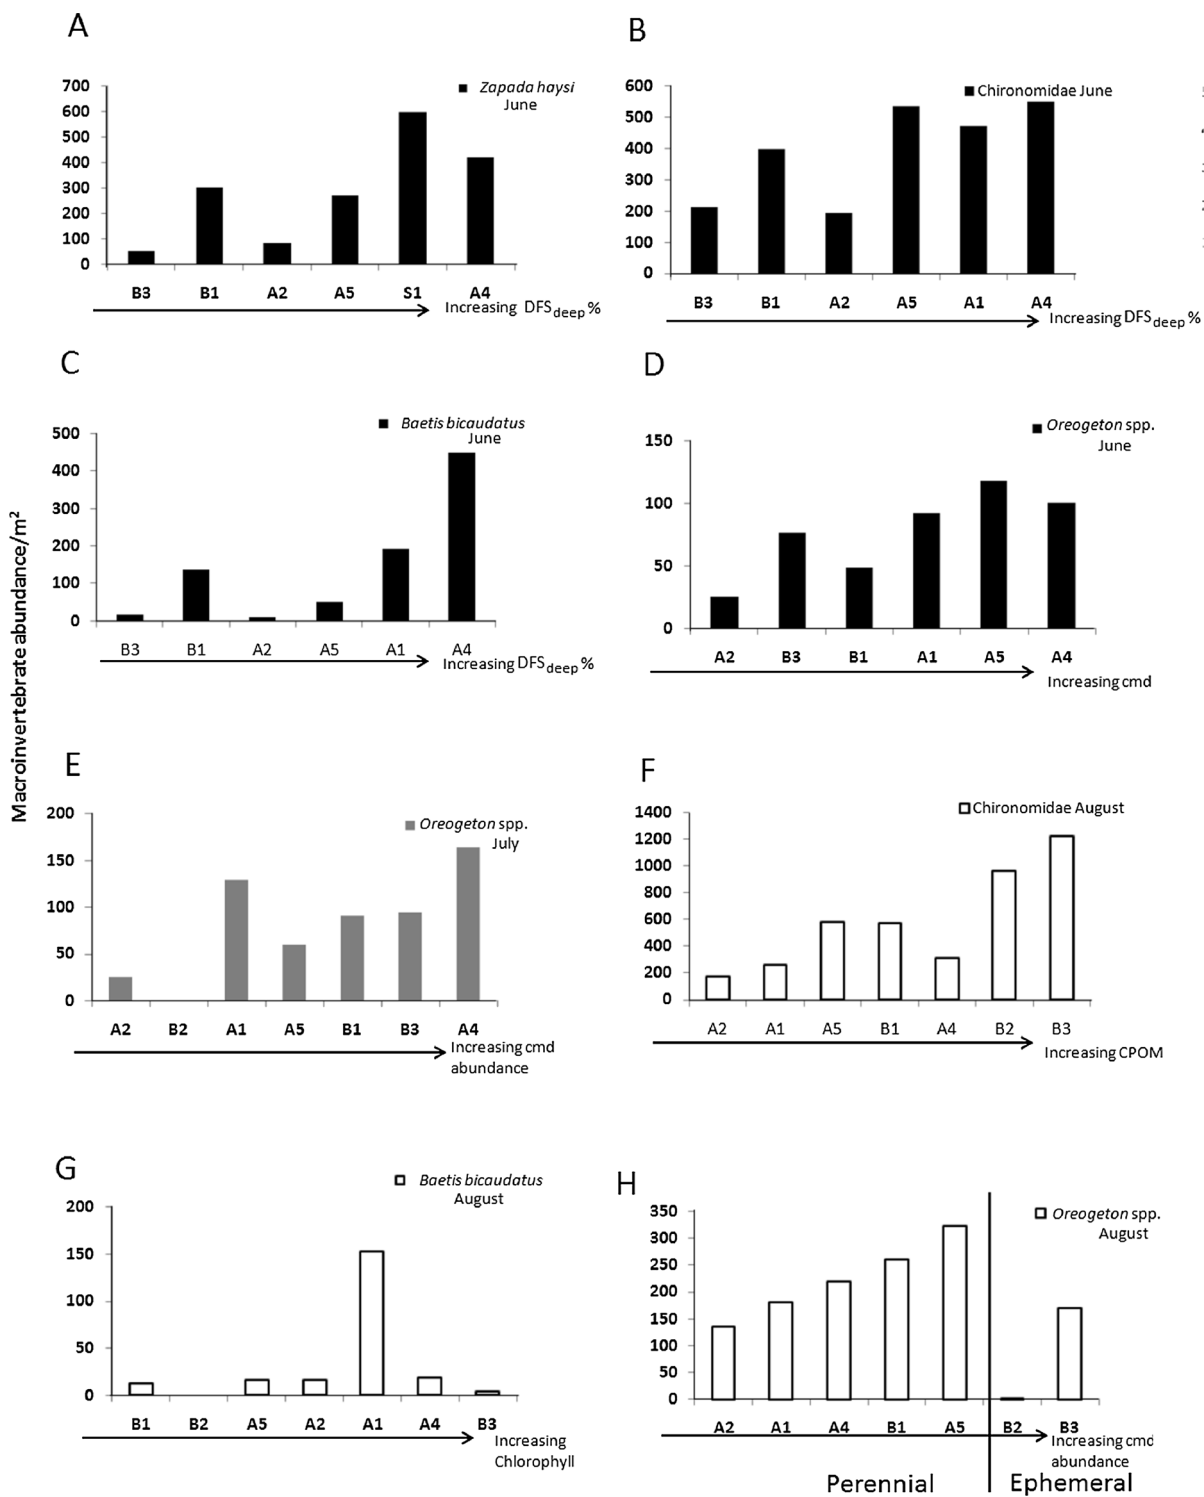 A
Zapada haysi
June
700
600
500
400
300
200
100
0
B3 B1 A2 A5 S1 A4
Increasing DFSdeep %
B
Chironomidae June
600
500
400
300
200
100
0
B3 B1 A2 A5 A1 A4
Increasing DFSdeep %
C
Baetis bicaudatus
June
500
400
300
200
100
0
B3 B1 A2 A5 A1 A4
Increasing DFSdeep %
D
Oreogeton spp.
June
150
100
50
0
A2 B3 B1 A1 A5 A4
Increasing cmd
Macroinvertebrate abundance/m²
E
Oreogeton spp.
July
200
150
100
50
0
A2 B2 A1 A5 B1 B3 A4
Increasing cmd
abundance
F
Chironomidae August
1400
1200
1000
800
600
400
200
0
A2 A1 A5 B1 A4 B2 B3
Increasing CPOM
G
Baetis bicaudatus
August
200
150
100
50
0
B1 B2 A5 A2 A1 A4 B3
Increasing
Chlorophyll
H
Oreogeton spp.
August
350
300
250
200
150
100
50
0
A2 A1 A4 B1 A5 B2 B3
Increasing cmd
abundance
Perennial Ephemeral